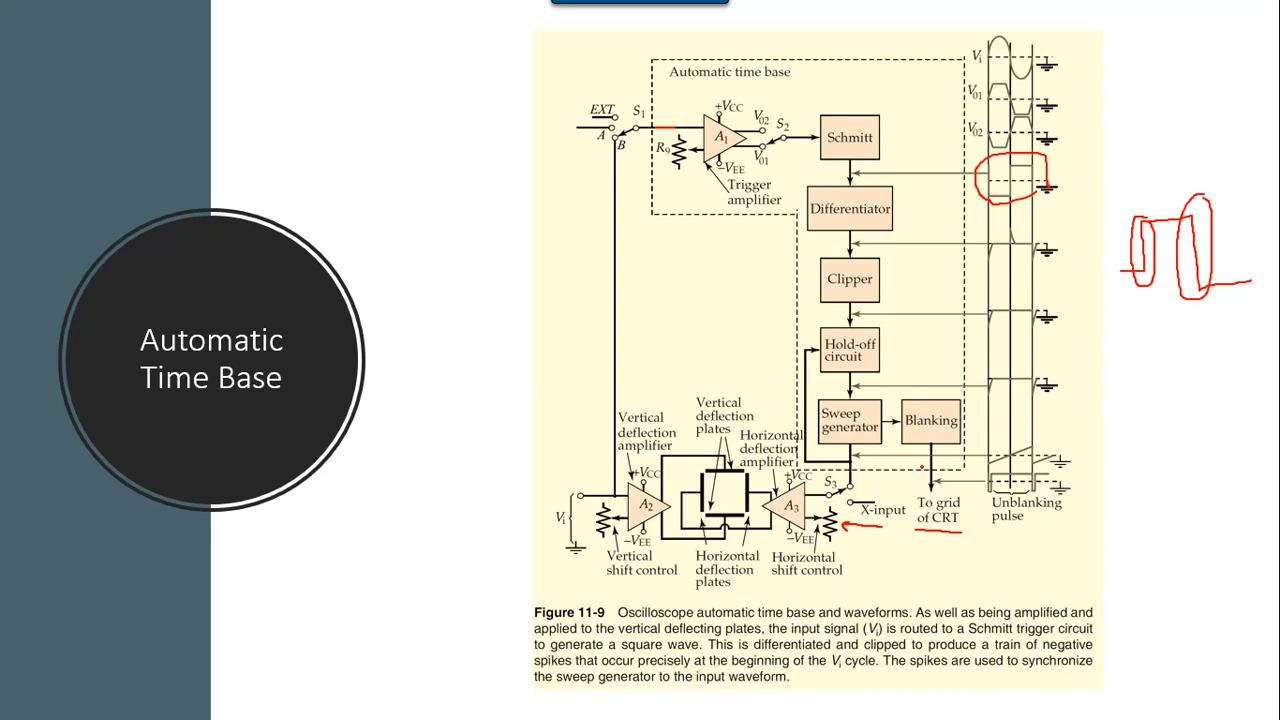 Automatic
Time Base
Automatic time base
EXT
S1
A
B
+VCC
V02
S2
A1
V01
R9
−VEE
Trigger
amplifier
Schmitt
Differentiator
Clipper
Hold-off
circuit
Sweep
generator
Blanking
Vi
V01
V02
Vertical
deflection
amplifier
Vertical
deflection
plates
Horizontal
deflection
amplifier
+VCC
+VCC
S3
Vi
A2
A3
X-input
To grid
of CRT
Unblanking
pulse
−VEE
−VEE
Vertical
shift control
Horizontal
deflection
plates
Horizontal
shift control
Figure 11-9 Oscilloscope automatic time base and waveforms. As well as being amplified and
applied to the vertical deflecting plates, the input signal (Vi) is routed to a Schmitt trigger circuit
to generate a square wave. This is differentiated and clipped to produce a train of negative
spikes that occur precisely at the beginning of the Vi cycle. The spikes are used to synchronize
the sweep generator to the input waveform.